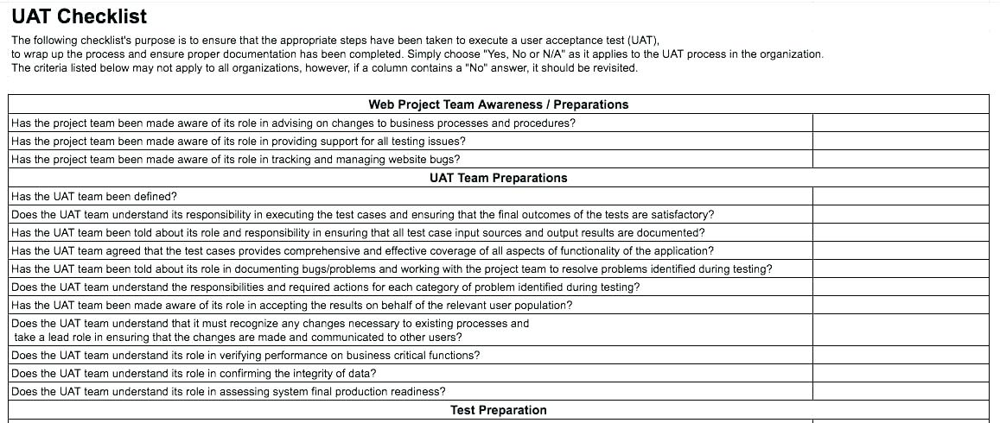 UAT Checklist
The following checklist's purpose is to ensure that the appropriate steps have been taken to execute a user acceptance test (UAT),
to wrap up the process and ensure proper documentation has been completed. Simply choose "Yes, No or N/A" as it applies to the UAT process in the organization.
The criteria listed below may not apply to all organizations, however, if a column contains a "No" answer, it should be revisited.
Web Project Team Awareness / Preparations
Has the project team been made aware of its role in advising on changes to business processes and procedures?
Has the project team been made aware of its role in providing support for all testing issues?
Has the project team been made aware of its role in tracking and managing website bugs?
UAT Team Preparations
Has the UAT team been defined?
Does the UAT team understand its responsibility in executing the test cases and ensuring that the final outcomes of the tests are satisfactory?
Has the UAT team been told about its role and responsibility in ensuring that all test case input sources and output results are documented?
Has the UAT team agreed that the test cases provides comprehensive and effective coverage of all aspects of functionality of the application?
Has the UAT team been told about its role in documenting bugs/problems and working with the project team to resolve problems identified during testing?
Does the UAT team understand the responsibilities and required actions for each category of problem identified during testing?
Has the UAT team been made aware of its role in accepting the results on behalf of the relevant user population?
Does the UAT team understand that it must recognize any changes necessary to existing processes and
take a lead role in ensuring that the changes are made and communicated to other users?
Does the UAT team understand its role in verifying performance on business critical functions?
Does the UAT team understand its role in confirming the integrity of data?
Does the UAT team understand its role in assessing system final production readiness?
Test Preparation